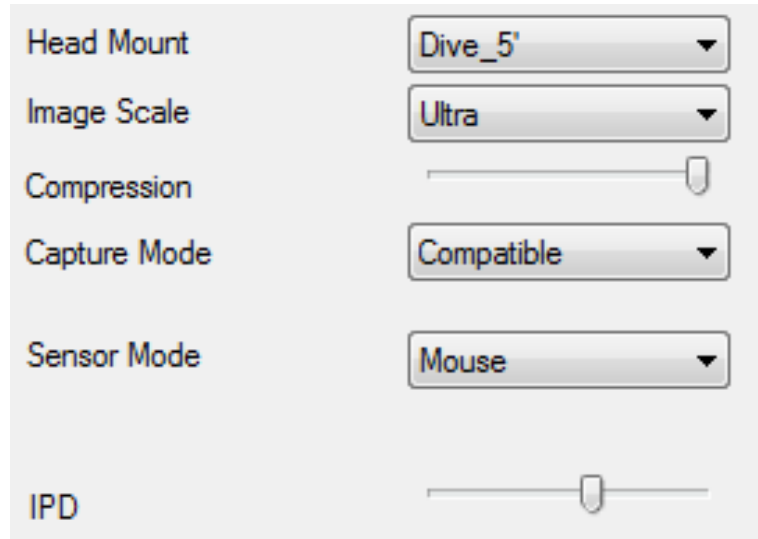 Head Mount Dive_5'
Image Scale Ultra
Compression
Capture Mode Compatible
Sensor Mode Mouse
IPD